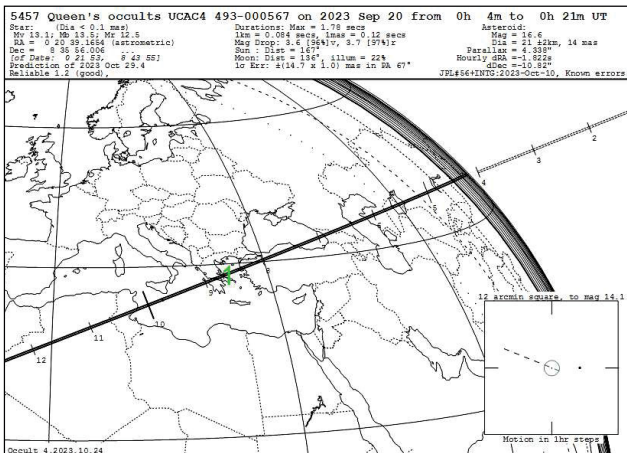 5457 Queen's occults UCAC4 493-000567 on 2023 Sep 20 from 0h 4m to 0h 21m UT
Star: (Dia < 0.1 mas) Durations: Max = 1.78 secs Asteroid:
Mv 13.1; Mb 13.5; Mr 12.5 1km = 0.084 secs, 1mas = 0.12 secs Mag = 16.6
RA = 0 20 39.1654 (astrometric) Mag Drop: 3.6 [96%]v, 3.7 [97%]r Dia = 21 ±2km, 14 mas
Dec = 8 35 56.006 ... Sun : Dist = 167° Parallax = 4.338"
[of Date: 0 21 53, 8 43 55] Moon: Dist = 136°, illum = 22% Hourly dRA =-1.822s
Prediction of 2023 Oct 29.4 1σ Err: ±(14.7 x 1.0) mas in PA 67° dDec =-10.82"
Reliable 1.2 (good), JPL#56+INTG:2023-Oct-10, Known errors
2
3
4
5
8
1
9
10
11
12
12 arcmin square, to mag 14.1
Motion in 1hr steps
Occult 4.2023.10.24